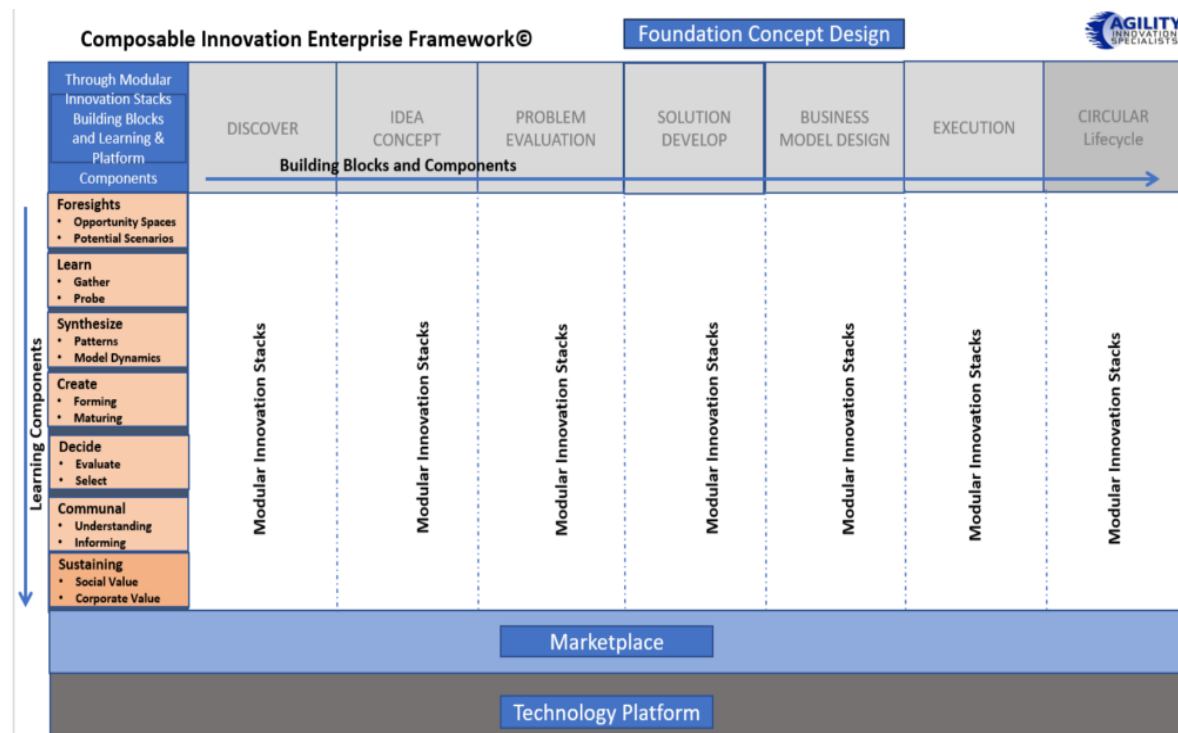 Composable Innovation Enterprise Framework©
Foundation Concept Design
AGILITY
INNOVATION
SPECIALISTS
Through Modular
Innovation Stacks
Building Blocks
and Learning &
Platform
Components
DISCOVER
IDEA
CONCEPT
PROBLEM
EVALUATION
SOLUTION
DEVELOP
BUSINESS
MODEL DESIGN
EXECUTION
CIRCULAR
Lifecycle
Building Blocks and Components
Learning Components
Foresights
• Opportunity Spaces
• Potential Scenarios
Learn
• Gather
• Probe
Synthesize
• Patterns
• Model Dynamics
Create
• Forming
• Maturing
Decide
• Evaluate
• Select
Communal
• Understanding
• Informing
Sustaining
• Social Value
• Corporate Value
Modular Innovation Stacks
Modular Innovation Stacks
Modular Innovation Stacks
Modular Innovation Stacks
Modular Innovation Stacks
Modular Innovation Stacks
Modular Innovation Stacks
Marketplace
Technology Platform